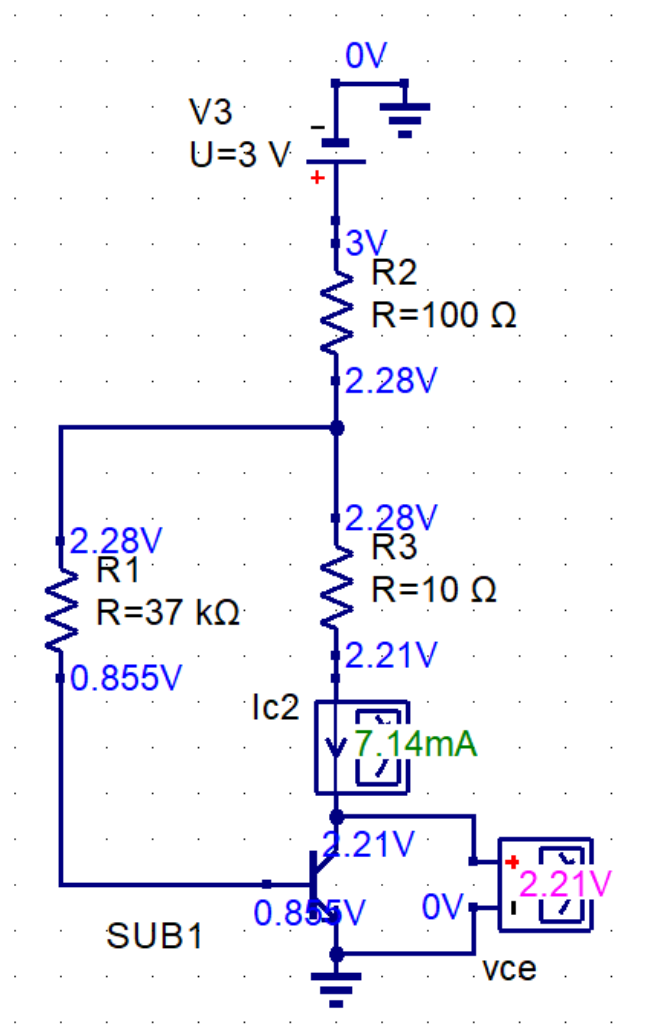 0V
V3
U=3 V
3V
R2
R=100 Ω
2.28V
2.28V
2.28V
R1
R=37 kΩ
R3
R=10 Ω
0.855V
2.21V
Ic2
7.14mA
2.21V
2.21V
0.855V
0V
SUB1
vce